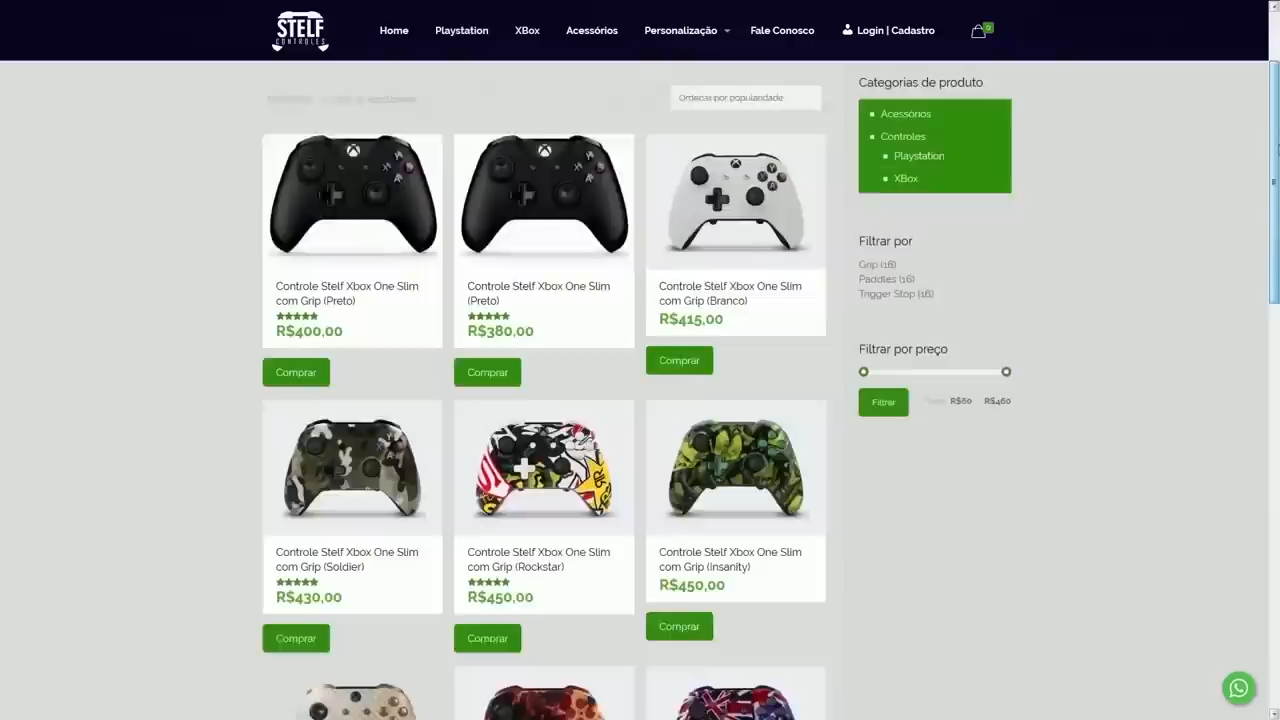 STELF
CONTROLES
Home
Playstation
XBox
Acessórios
Personalização
Fale Conosco
Login | Cadastro
0
Ordenas por popularidade
Controle Stelf Xbox One Slim
com Grip (Preto)
R$400,00
Comprar
Controle Stelf Xbox One Slim
(Preto)
R$380,00
Comprar
Controle Stelf Xbox One Slim
com Grip (Branco)
R$415,00
Comprar
Controle Stelf Xbox One Slim
com Grip (Soldier)
R$430,00
Comprar
Controle Stelf Xbox One Slim
com Grip (Rockstar)
R$450,00
Comprar
Controle Stelf Xbox One Slim
com Grip (Insanity)
R$450,00
Comprar
Categorias de produto
Acessórios
Controles
Playstation
XBox
Filtrar por
Grip (16)
Paddles (16)
Trigger Stop (16)
Filtrar por preço
Filtrar
R$60
R$460